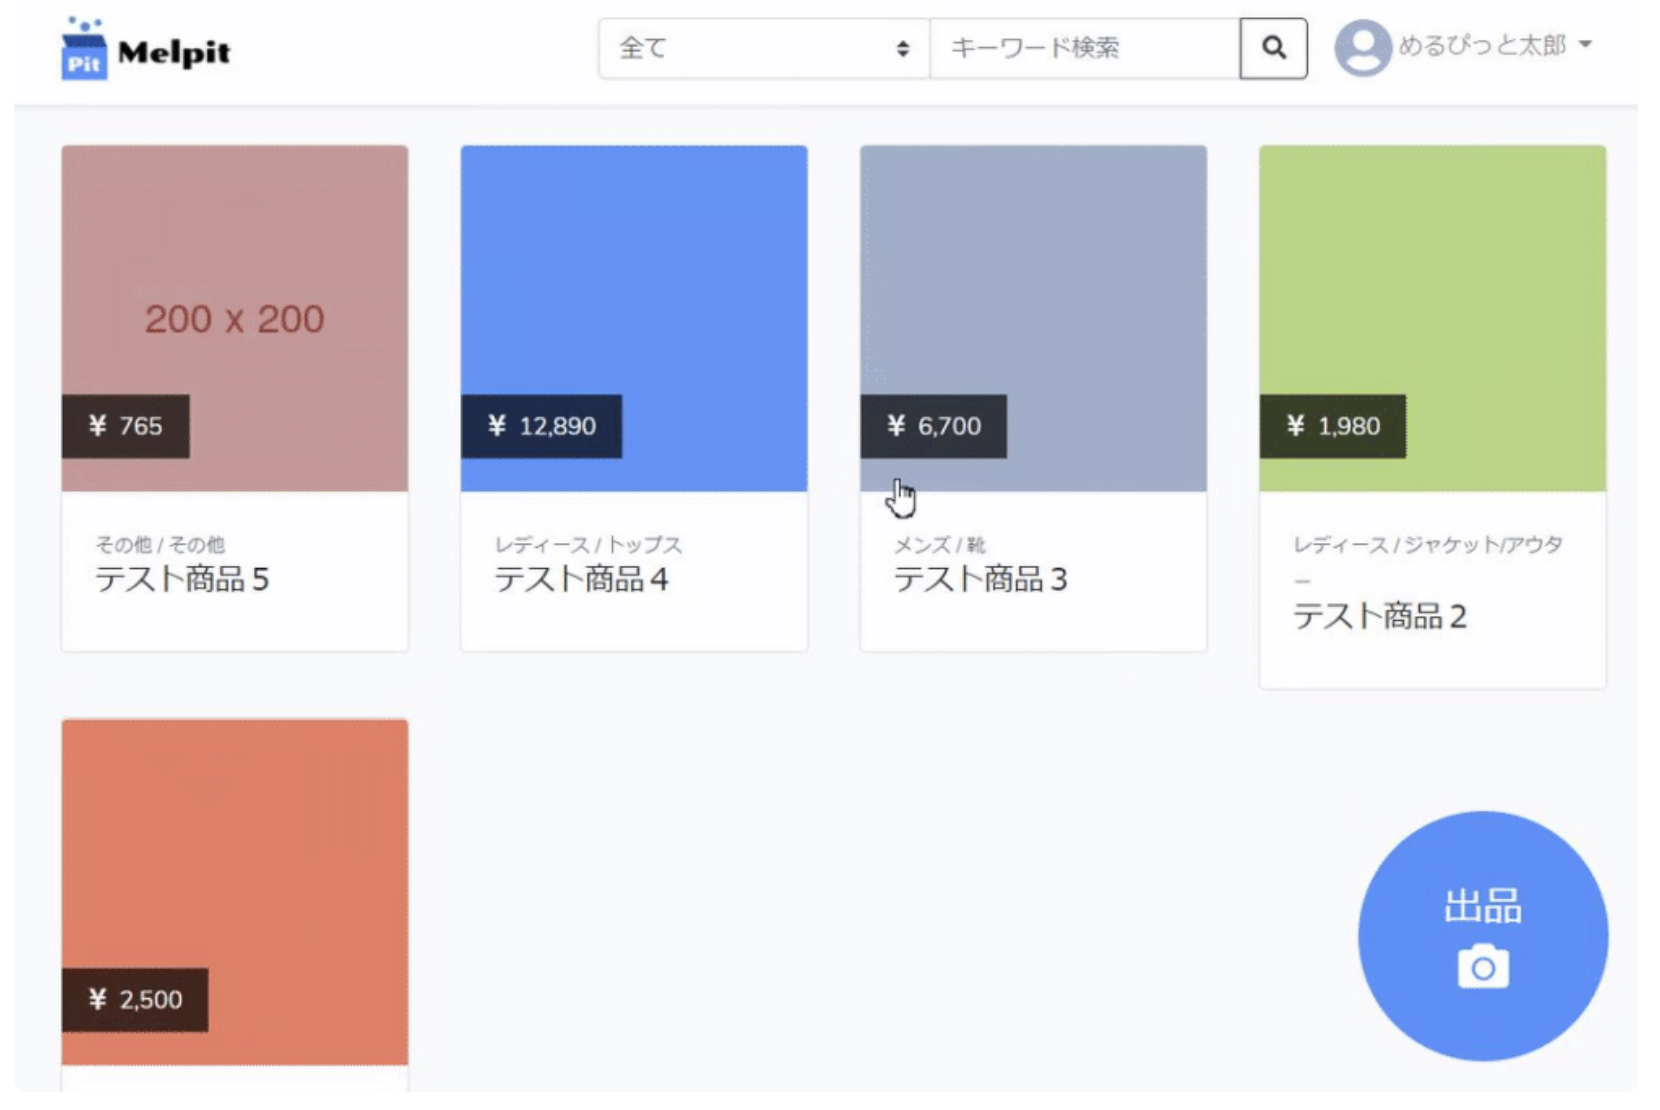 Pit Melpit
全て
キーワード検索
めるぴっと太郎
200 x 200
¥ 765
その他 / その他
テスト商品５
¥ 12,890
レディース / トップス
テスト商品４
¥ 6,700
メンズ / 靴
テスト商品３
¥ 1,980
レディース / ジャケット/アウタ
ー
テスト商品２
¥ 2,500
出品